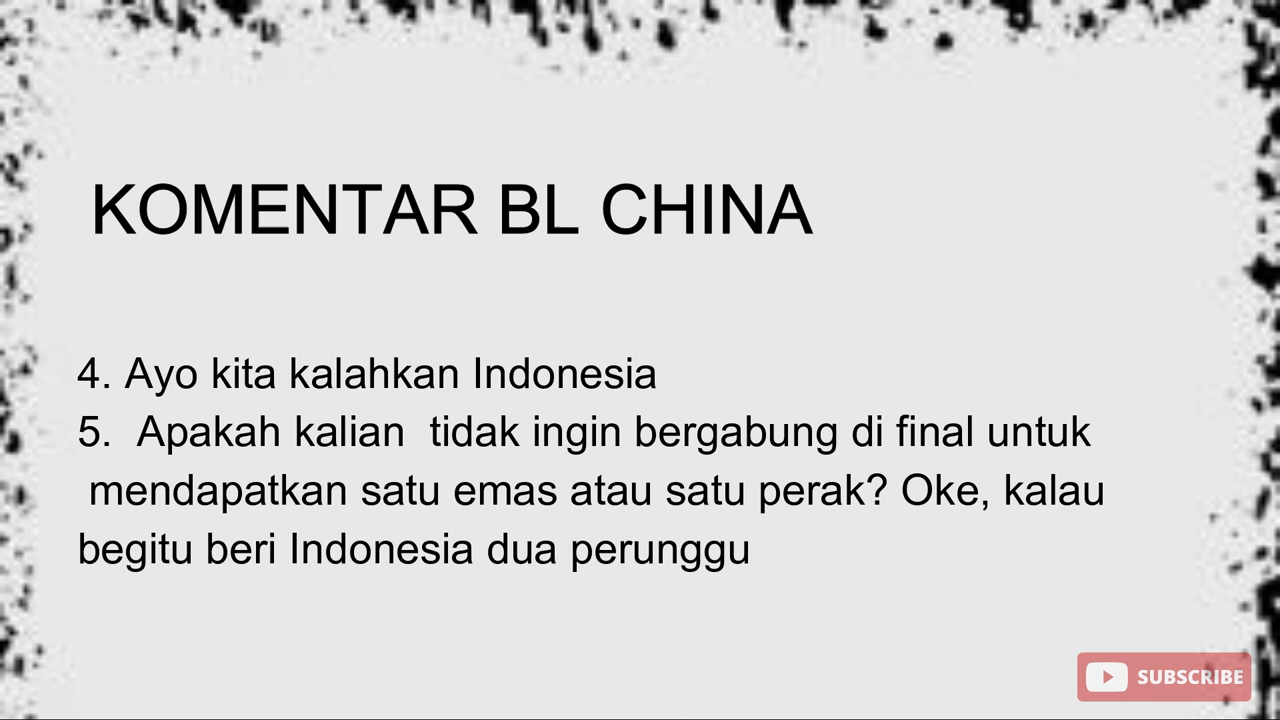 KOMENTAR BL CHINA
4. Ayo kita kalahkan Indonesia
5. Apakah kalian tidak ingin bergabung di final untuk
mendapatkan satu emas atau satu perak? Oke, kalau
begitu beri Indonesia dua perunggu
SUBSCRIBE